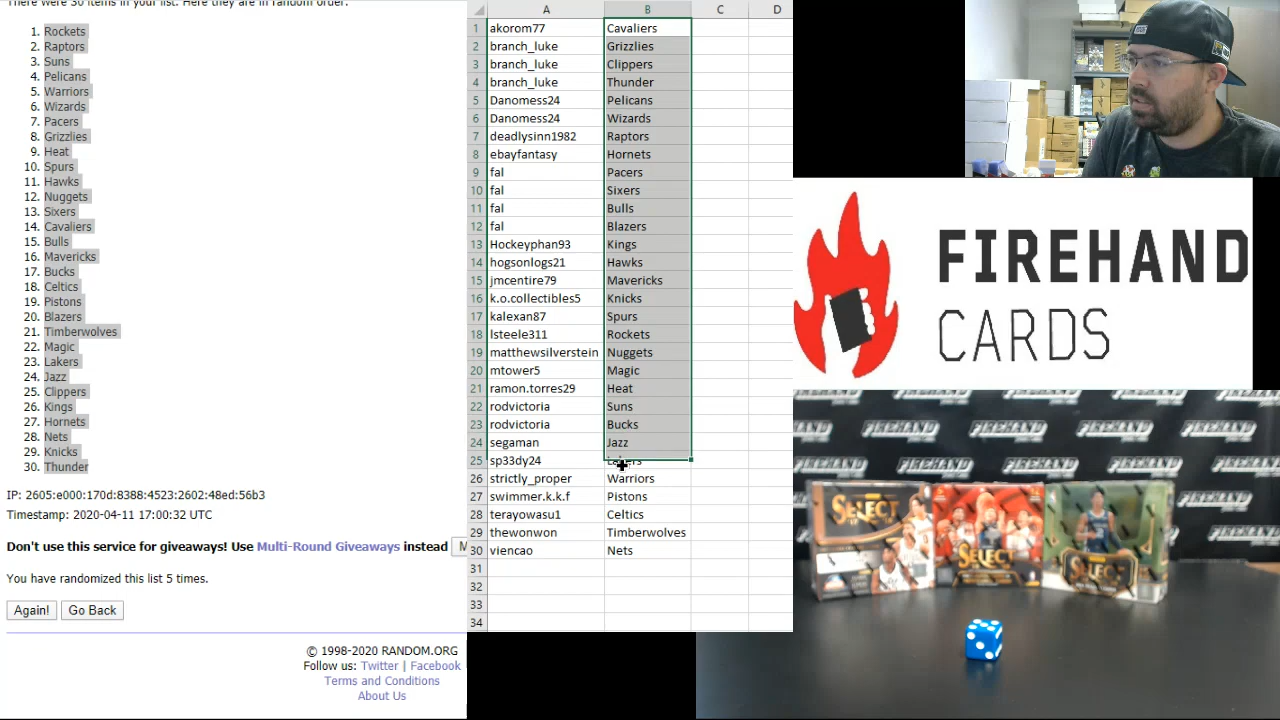 There were 30 items in your list. Here they are in random order:
1. Rockets
2. Raptors
3. Suns
4. Pelicans
5. Warriors
6. Wizards
7. Pacers
8. Grizzlies
9. Heat
10. Spurs
11. Hawks
12. Nuggets
13. Sixers
14. Cavaliers
15. Bulls
16. Mavericks
17. Bucks
18. Celtics
19. Pistons
20. Blazers
21. Timberwolves
22. Magic
23. Lakers
24. Jazz
25. Clippers
26. Kings
27. Hornets
28. Nets
29. Knicks
30. Thunder
IP: 2605:e000:170d:8388:4523:2602:48ed:56b3
Timestamp: 2020-04-11 17:00:32 UTC
Don't use this service for giveaways! Use Multi-Round Giveaways instead M
You have randomized this list 5 times.
Again! Go Back
© 1998-2020 RANDOM.ORG
Follow us: Twitter | Facebook
Terms and Conditions
About Us
A B C D
1 akorom77 Cavaliers
2 branch_luke Grizzlies
3 branch_luke Clippers
4 branch_luke Thunder
5 Danomess24 Pelicans
6 Danomess24 Wizards
7 deadlysinn1982 Raptors
8 ebayfantasy Hornets
9 fal Pacers
10 fal Sixers
11 fal Bulls
12 fal Blazers
13 Hockeyphan93 Kings
14 hogsonlogs21 Hawks
15 jmcentire79 Mavericks
16 k.o.collectibles5 Knicks
17 kalexan87 Spurs
18 lsteele311 Rockets
19 matthewsilverstein Nuggets
20 mtower5 Magic
21 ramon.torres29 Heat
22 rodvictoria Suns
23 rodvictoria Bucks
24 segaman Jazz
25 sp33dy24 Lakers
26 strictly_proper Warriors
27 swimmer.k.k.f Pistons
28 terayowasu1 Celtics
29 thewonwon Timberwolves
30 viencao Nets
31
32
33
34
FIREHAND
CARDS
FIREHAND
SELECT
SELECT
SELECT